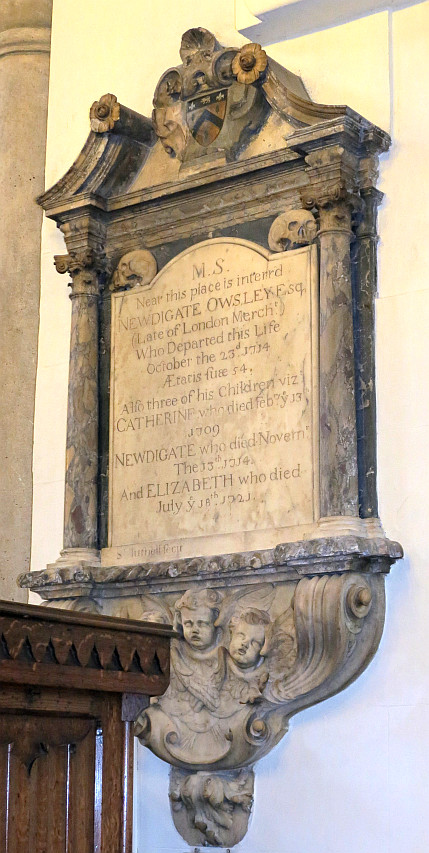 M.S.
Near this place is interrd
NEWDIGATE OWSLEY Esq.
(Late of London Merch.t)
Who Departed this Life
October the 23.d 1714
Ætatis suæ 54,
Also three of his Children viz:
CATHERINE who died feb.ry ye 13
1709
NEWDIGATE who died Novem.r
The 13.th 1714.
And ELIZABETH who died
July ye 18.th 1721.